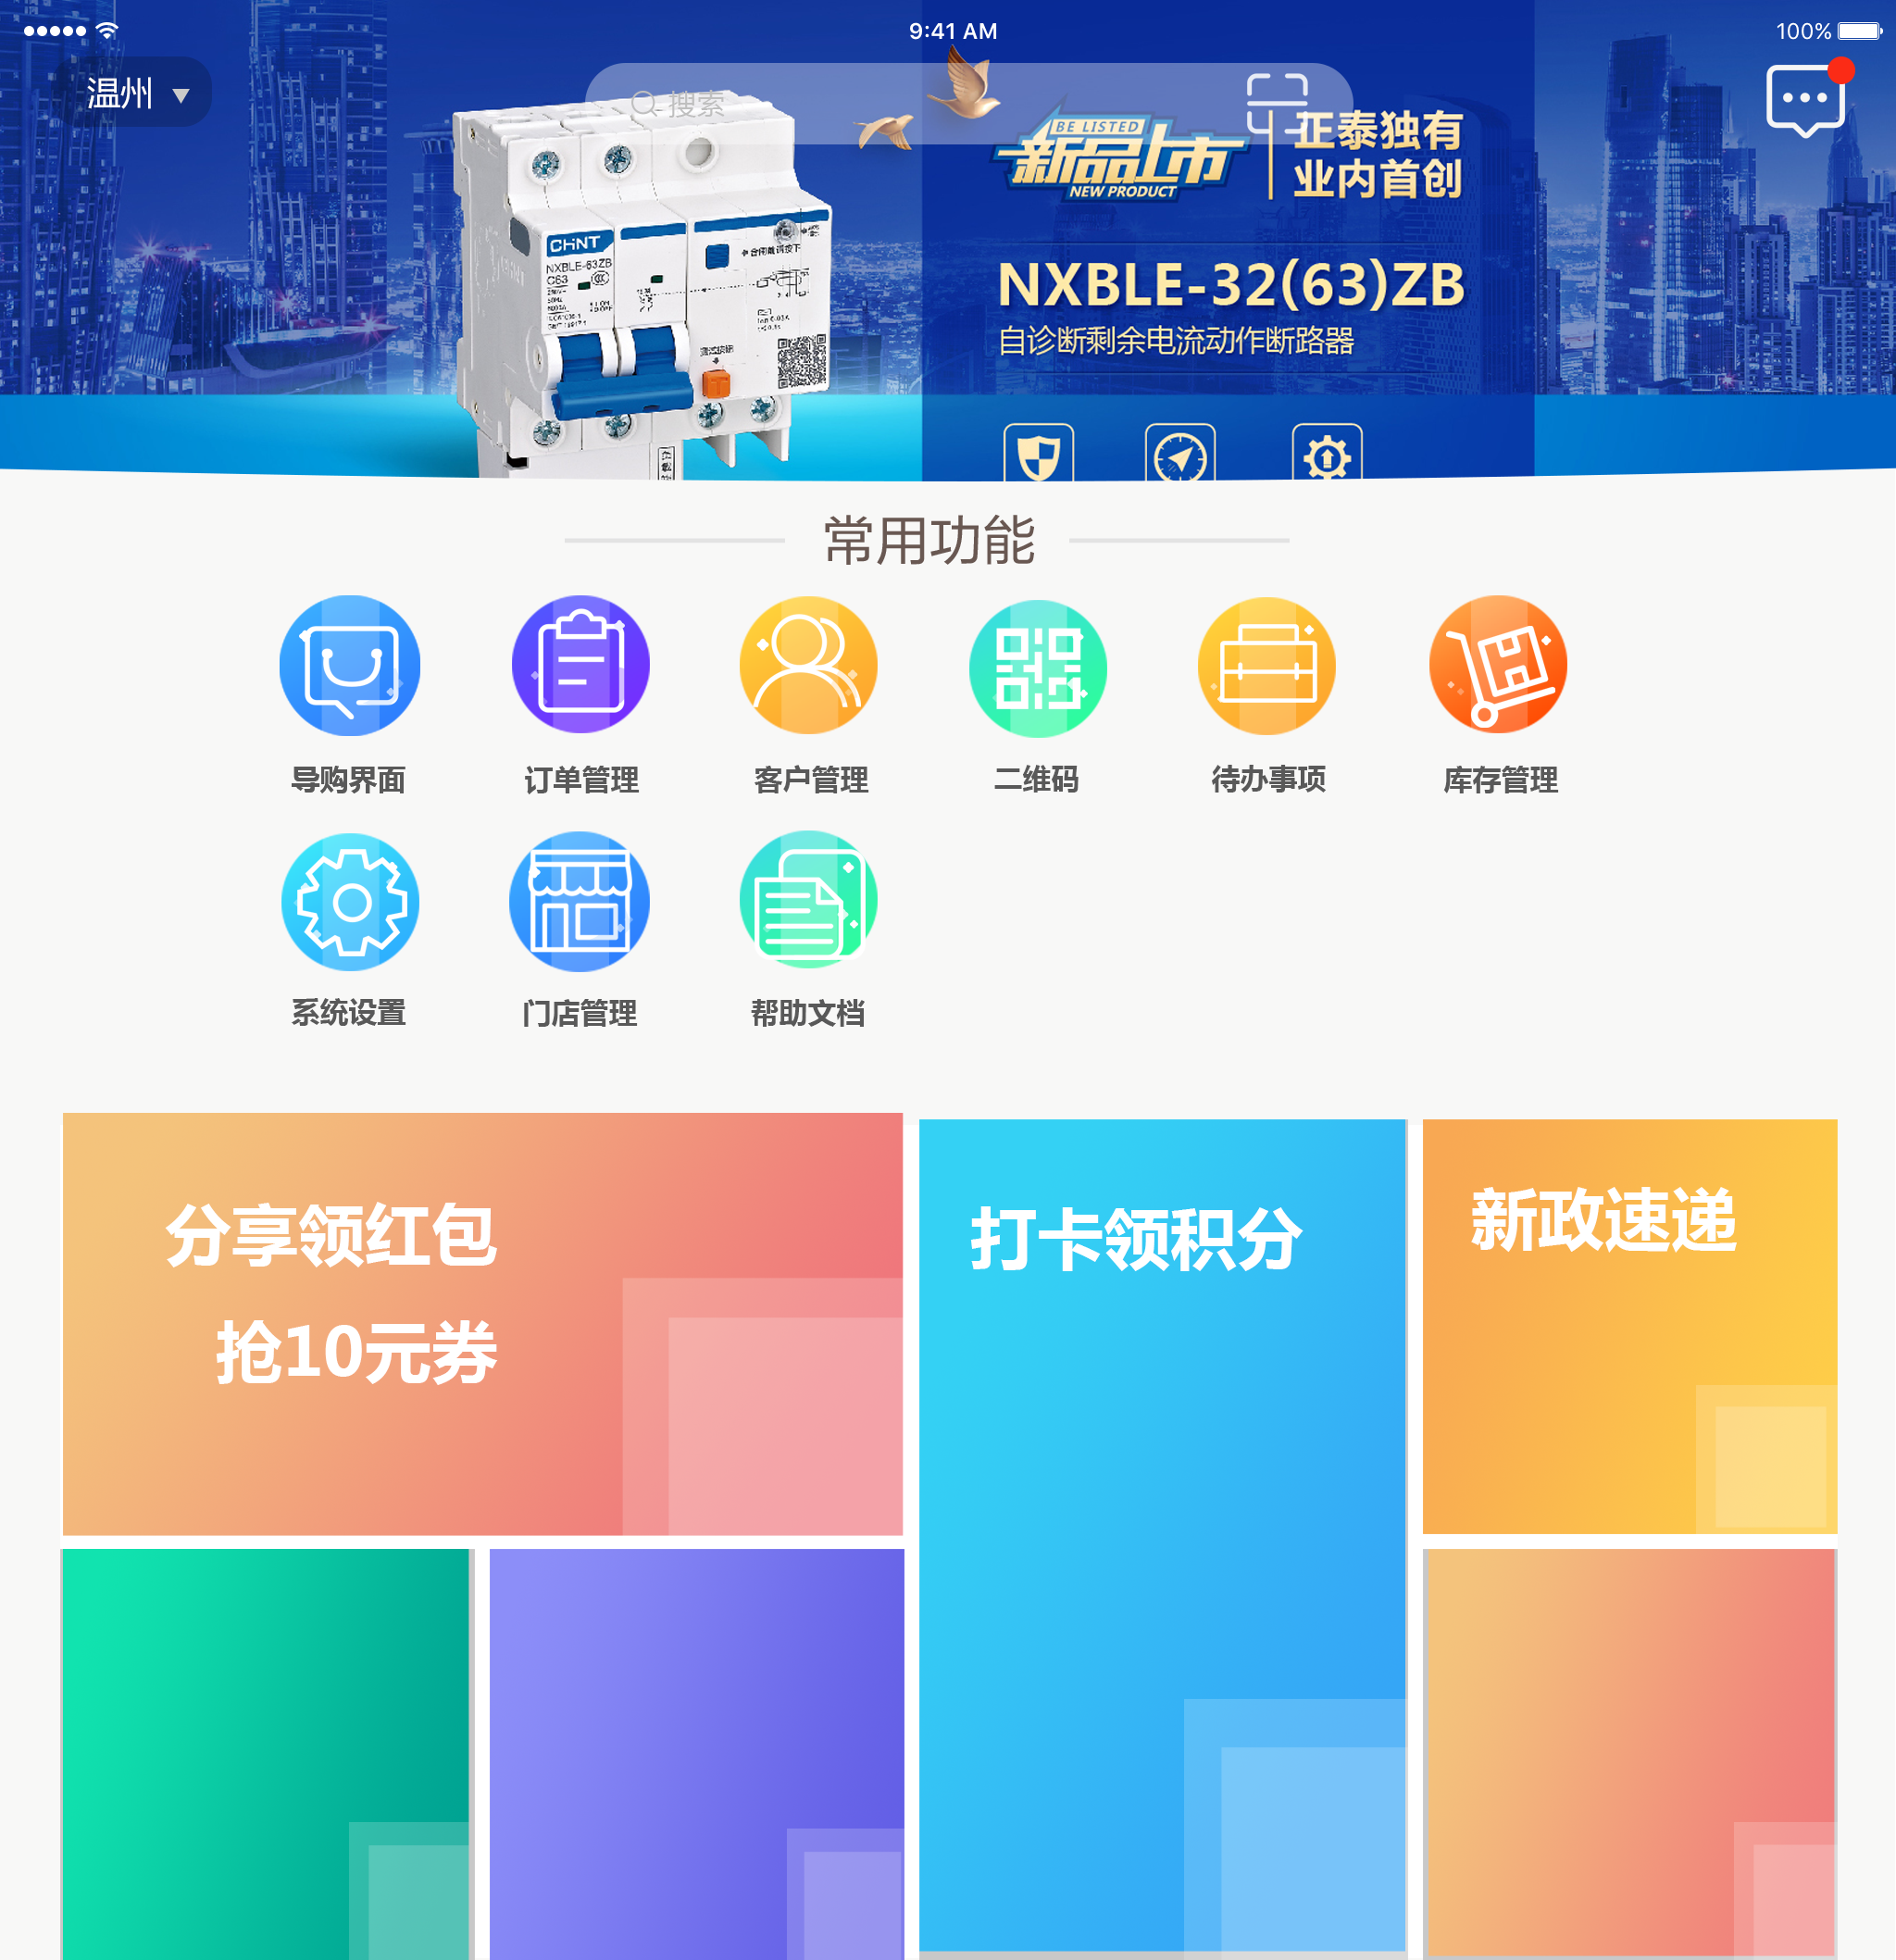 9:41 AM
100%
温州
搜索
BE LISTED
新品上市
NEW PRODUCT
正泰独有
业内首创
CHNT
NXBLE-63ZB
C63
NXBLE-32(63)ZB
自诊断剩余电流动作断路器
常用功能
导购界面
订单管理
客户管理
二维码
待办事项
库存管理
系统设置
门店管理
帮助文档
分享领红包
抢10元券
打卡领积分
新政速递